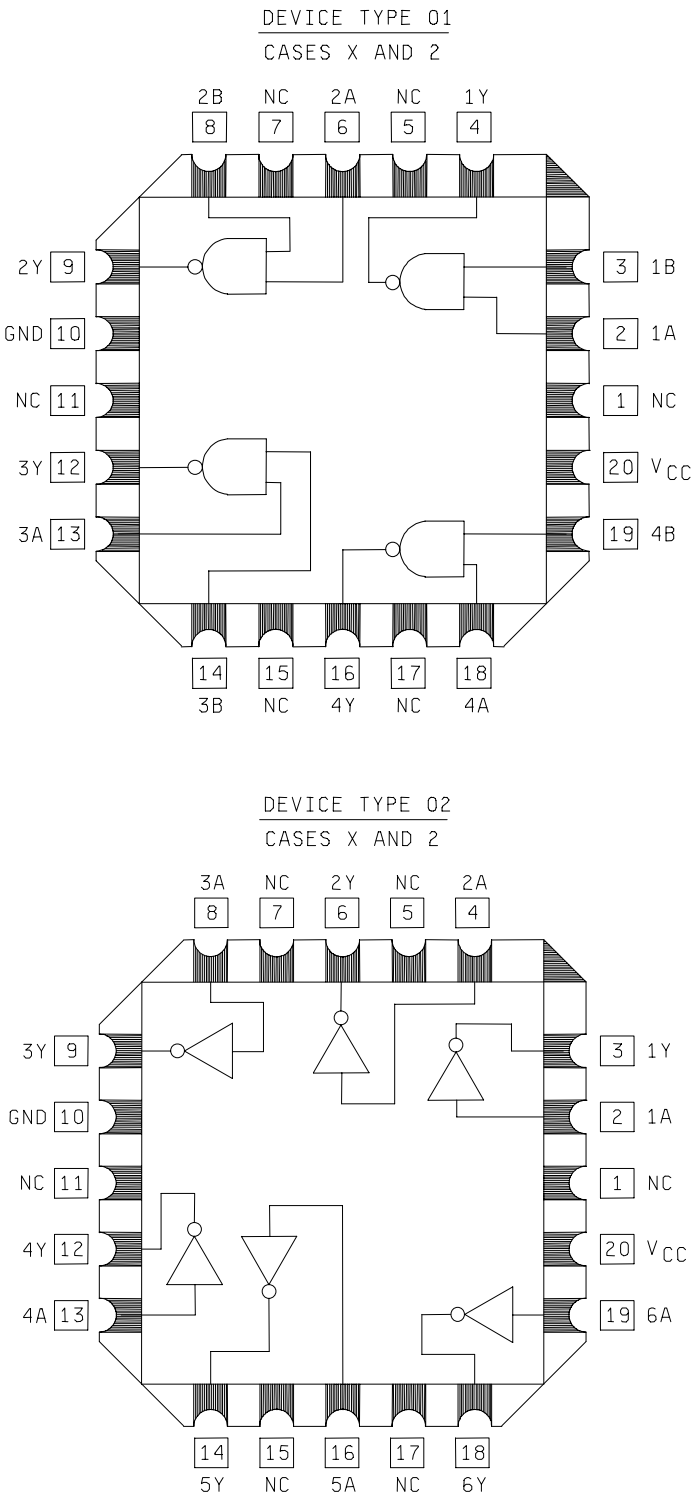 DEVICE TYPE 01
CASES X AND 2
2B NC 2A NC 1Y
8 7 6 5 4
2Y 9 3 1B
GND 10 2 1A
NC 11 1 NC
3Y 12 20 VCC
3A 13 19 4B
14 15 16 17 18
3B NC 4Y NC 4A
DEVICE TYPE 02
CASES X AND 2
3A NC 2Y NC 2A
8 7 6 5 4
3Y 9 3 1Y
GND 10 2 1A
NC 11 1 NC
4Y 12 20 VCC
4A 13 19 6A
14 15 16 17 18
5Y NC 5A NC 6Y